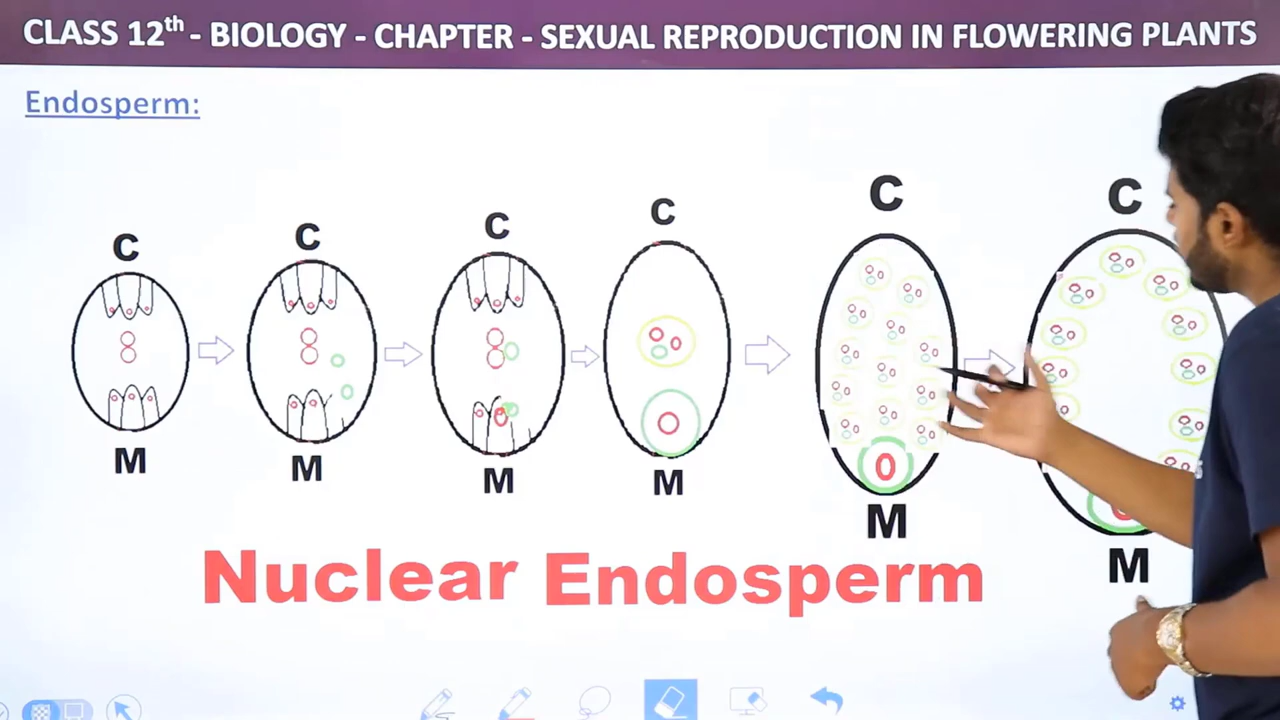 CLASS 12th - BIOLOGY - CHAPTER - SEXUAL REPRODUCTION IN FLOWERING PLANTS
Endosperm:
C C C C C C
M M M M M M
Nuclear Endosperm